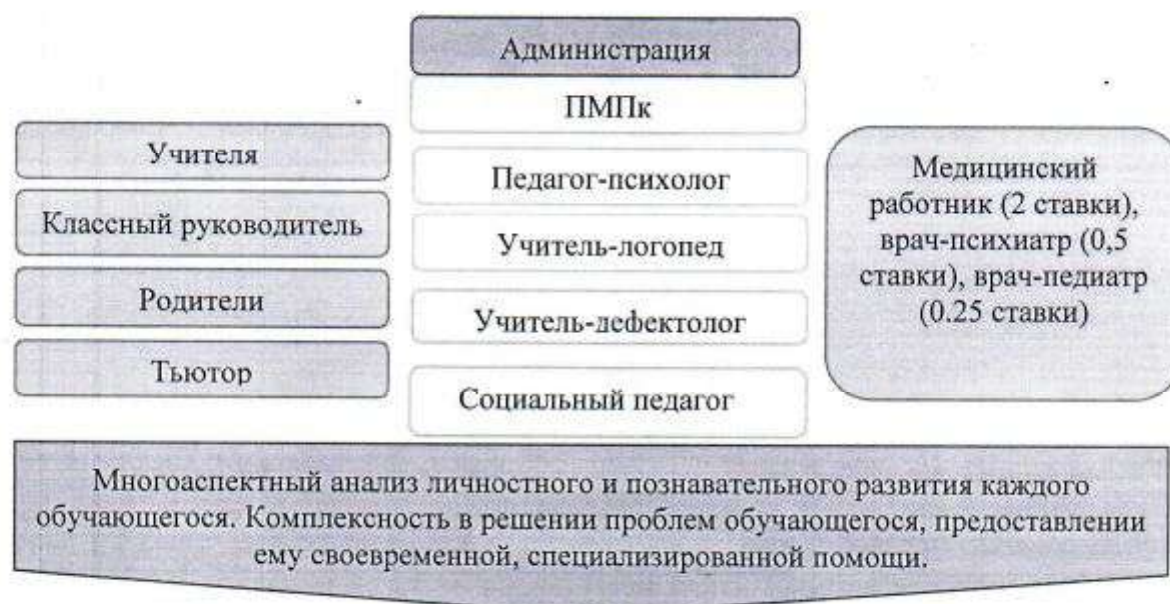 Администрация
ПМПк
Учителя
Классный руководитель
Родители
Тьютор
Педагог-психолог
Учитель-логопед
Учитель-дефектолог
Социальный педагог
Медицинский
работник (2 ставки),
врач-психиатр (0,5
ставки), врач-педиатр
(0.25 ставки)
Многоаспектный анализ личностного и познавательного развития каждого
обучающегося. Комплексность в решении проблем обучающегося, предоставлении
ему своевременной, специализированной помощи.